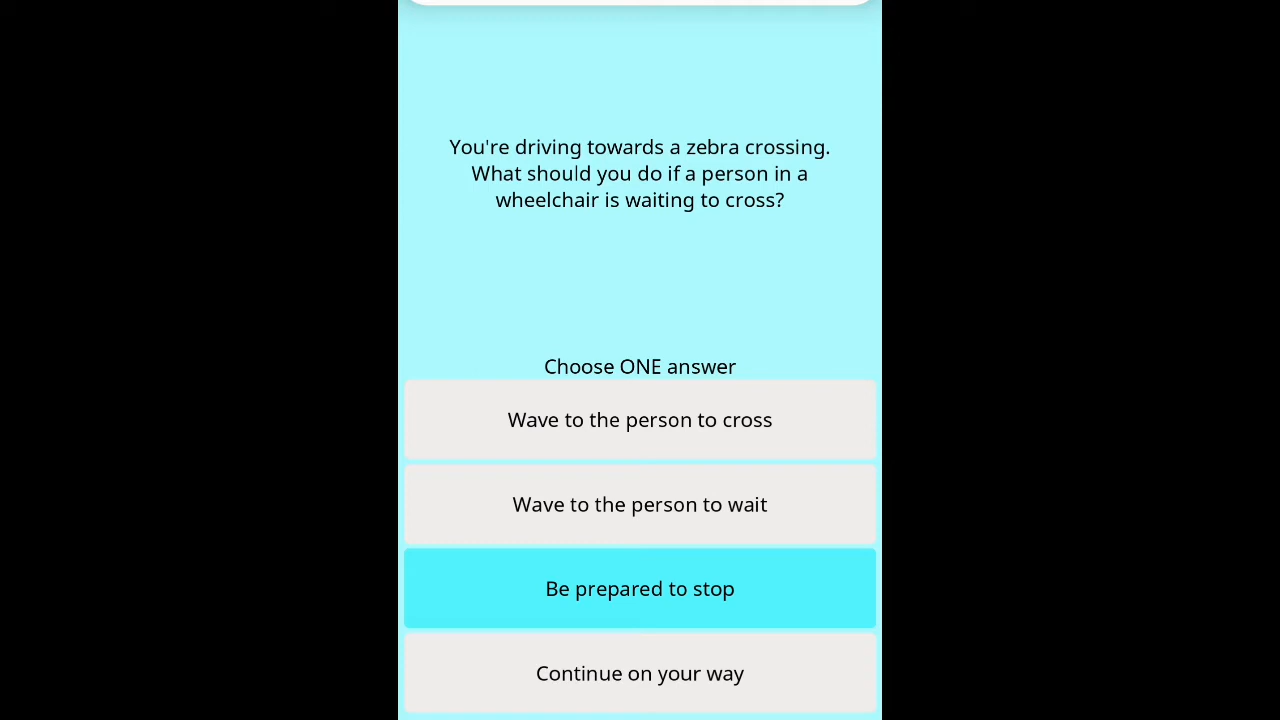 You're driving towards a zebra crossing.
What should you do if a person in a
wheelchair is waiting to cross?
Choose ONE answer
Wave to the person to cross
Wave to the person to wait
Be prepared to stop
Continue on your way